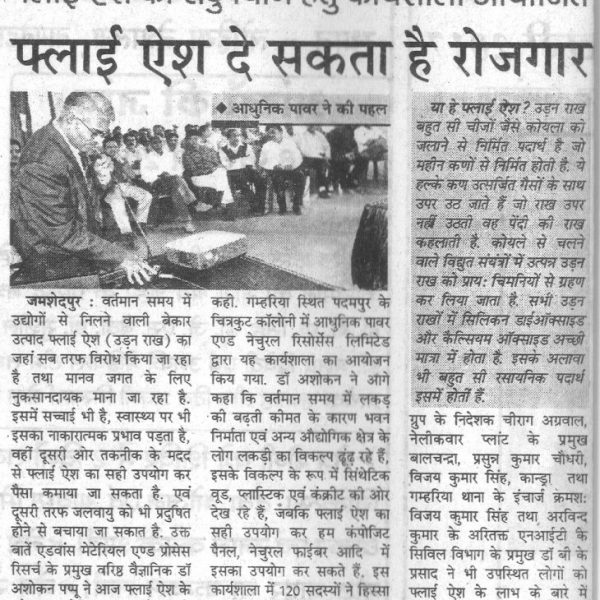 फ्लाई ऐश दे सकता है रोजगार
◆ आधुनिक पावर ने की पहल
जमशेदपुर : वर्तमान समय में
उद्योगों से निलने वाली बेकार
उत्पाद फ्लाई ऐश (उड़न राख) का
जहां सब तरफ विरोध किया जा रहा
है तथा मानव जगत के लिए
नुकसानदायक माना जा रहा है.
इसमें सच्चाई भी है, स्वास्थ्य पर भी
इसका नाकारात्मक प्रभाव पड़ता है,
वहीं दूसरी ओर तकनीक के मदद
से फ्लाई ऐश का सही उपयोग कर
पैसा कमाया जा सकता है. एवं
दूसरी तरफ जलवायु को भी प्रदुषित
होने से बचाया जा सकात है. उक्त
बातें एडवांस मेटेरियल एण्ड प्रोसेस
रिसर्च के प्रमुख वरिष्ठ वैज्ञानिक डॉ
अशोकन पप्पू ने आज फ्लाई ऐश के
कही. गम्हरिया स्थित पदमपुर के
चित्रकुट कॉलोनी में आधुनिक पावर
एण्ड नेचुरल रिसोर्सेस लिमिटेड
द्वारा यह कार्यशाला का आयोजन
किय गया. डॉ अशोकन ने आगे
कहा कि वर्तमान समय में लकड़
की बढ़ती कीमत के कारण भवन
निर्माता एवं अन्य औद्योगिक क्षेत्र के
लोग लकड़ी का विकल्प ढूंढ़ रहे हैं,
इसके विकल्प के रूप में सिंथेटिक
वूड, प्लास्टिक एवं कंक्रीट की ओर
देख रहे हैं, जबकि फ्लाई ऐश का
सही उपयोग कर हम कंपोजिट
पैनल, नेचुरल फाईबर आदि में
इसका उपयोग कर सकते हैं. इस
कार्यशाला में 120 सदस्यों ने हिस्सा
या हे फ्लाई ऐश? उड़न राख
बहुत सी चीजों जैसे कोयला को
जलाने से निर्मित पदार्थ है जो
महीन कणों से निर्मित होती है. ये
हल्के कण उत्सर्जित गैसों के साथ
उपर उठ जाते हैं जो राख उपर
नहीं उठती वह पेंदी की राख
कहलाती है. कोयले से चलने
वाले विद्युत संयंत्रों में उत्पन्न उड़न
राख को प्रायः चिमनियों से ग्रहण
कर लिया जाता है. सभी उड़न
राखों में सिलिकन डाईऑक्साइड
और कैल्सियम ऑक्साइड अच्छी
मात्रा में होता है. इसके अलावा
भी बहुत सी रसायनिक पदार्थ
इसमें होती हैं.
ग्रुप के निदेशक चीराग अग्रवाल,
नेलीकवार प्लांट के प्रमुख
बालचन्द्रा, प्रसुन्न कुमार चौधरी,
विजय कुमार सिंह, कान्ड्रा तथा
गम्हरिया थाना के इंचार्ज क्रमशः
विजय कुमार सिंह तथा अरविन्द
कुमार के अरितक्त एनआईटी के
सिविल विभाग के प्रमुख डॉ बी के
प्रसाद ने भी उपस्थित लोगों को
फ्लाई ऐश के लाभ के बारे में